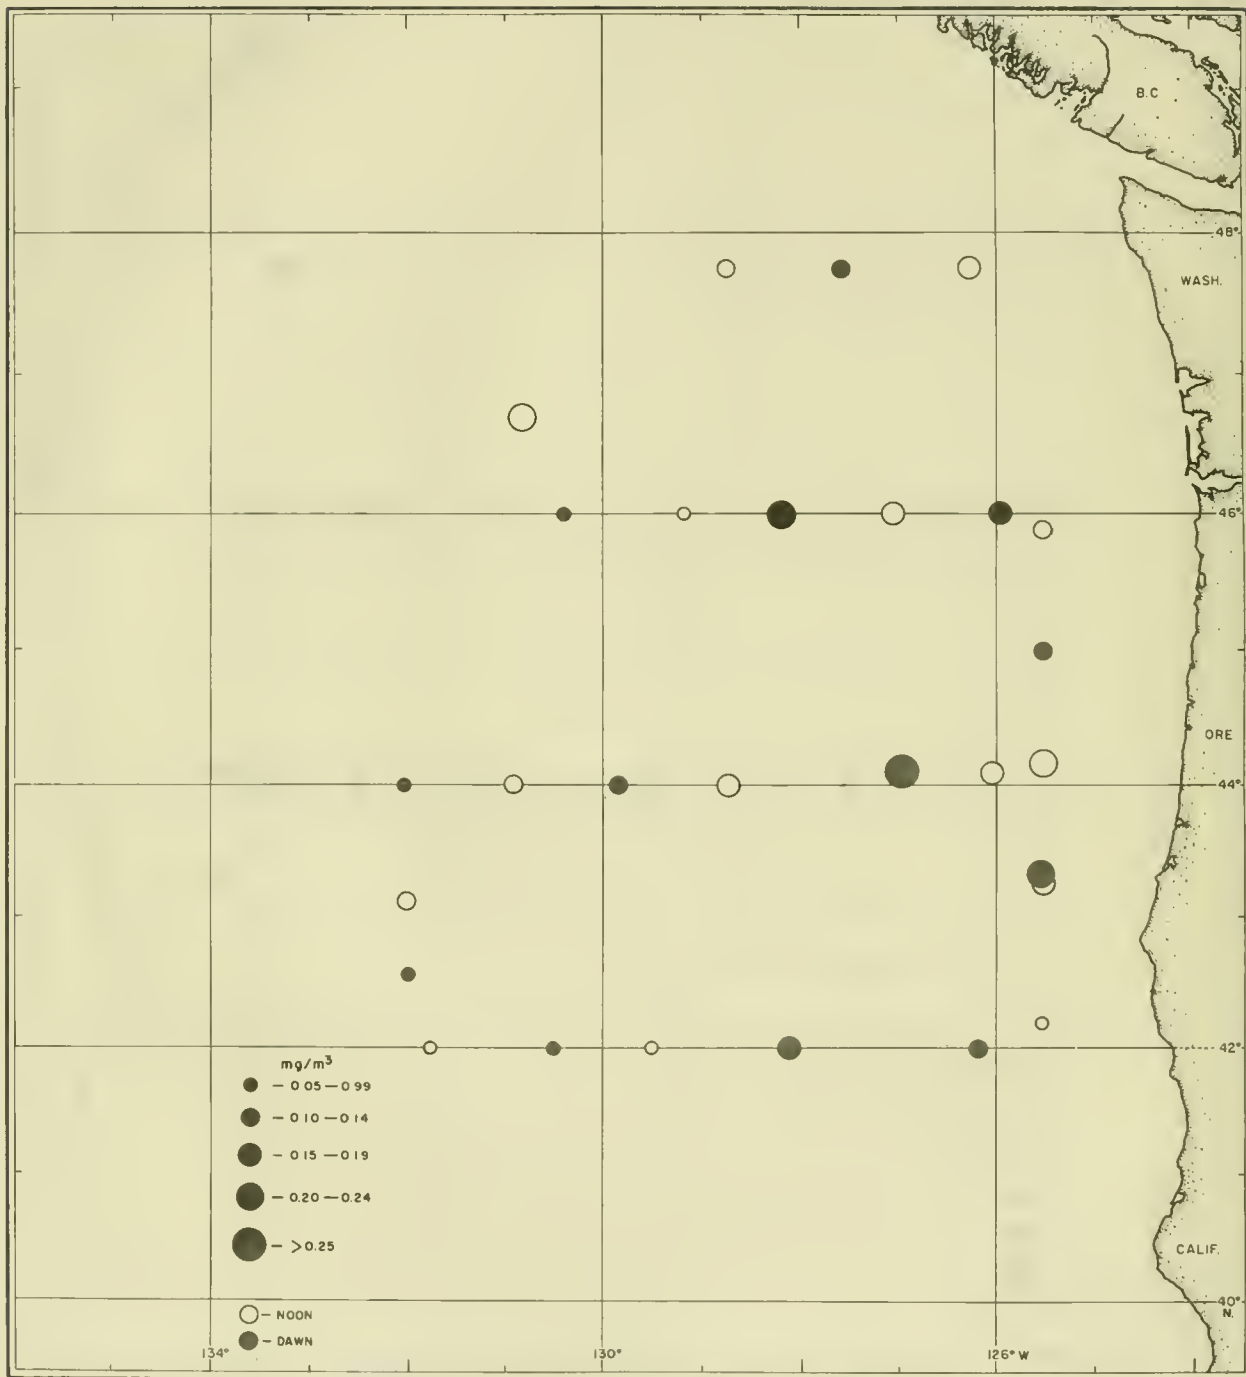 B.C
48°
WASH.
46°
ORE
44°
42°
mg/m³
- 0.05 - 0.99
- 0.10 - 0.14
- 0.15 - 0.19
- 0.20 - 0.24
- >0.25
CALIF.
40°
N.
- NOON
- DAWN
134°
130°
126° W